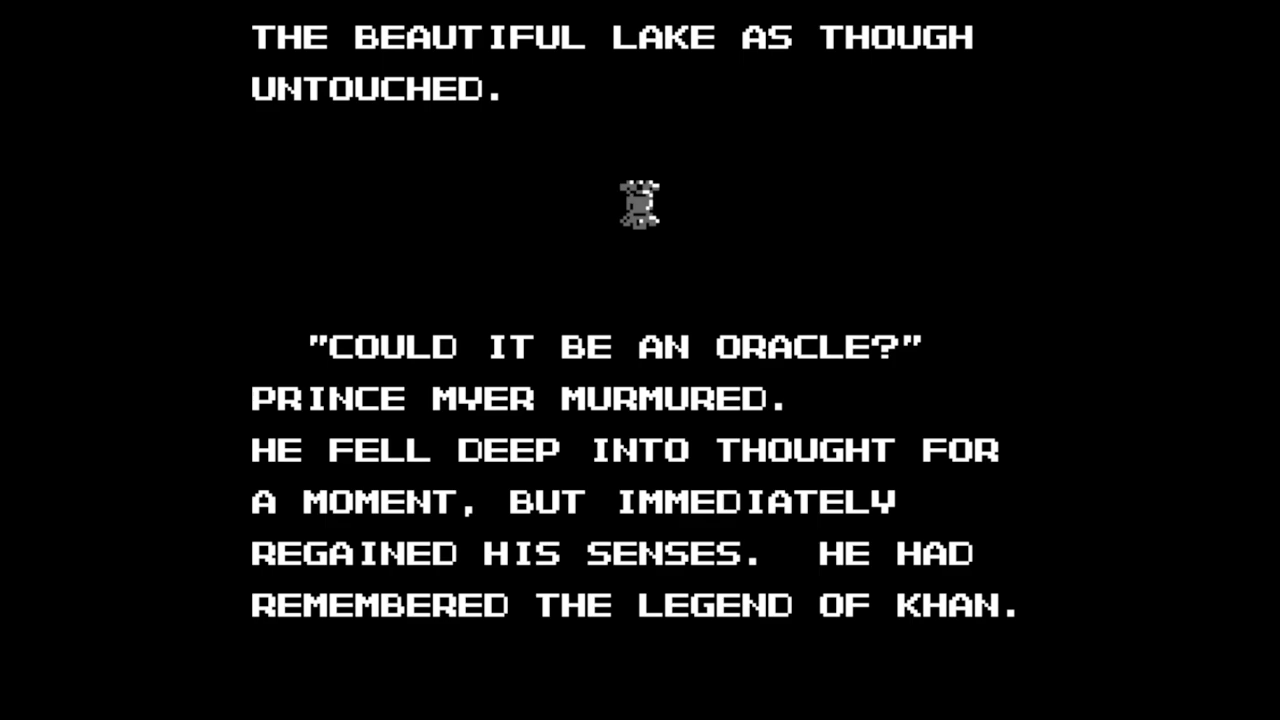 THE BEAUTIFUL LAKE AS THOUGH
UNTOUCHED.
"COULD IT BE AN ORACLE?"
PRINCE MYER MURMURED.
HE FELL DEEP INTO THOUGHT FOR
A MOMENT, BUT IMMEDIATELY
REGAINED HIS SENSES.  HE HAD
REMEMBERED THE LEGEND OF KHAN.